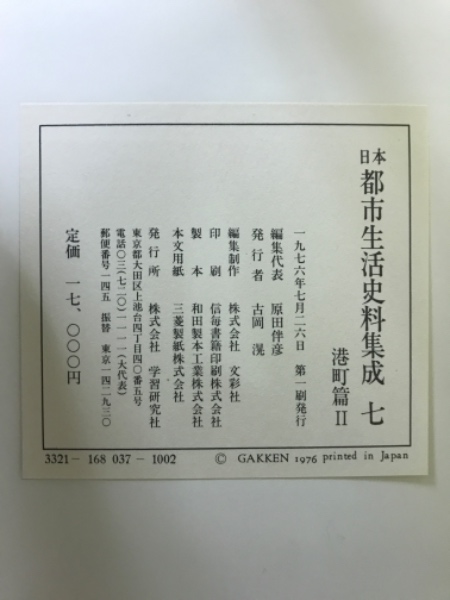 日本都市生活史料集成 七
港町篇II
一九七六年七月二六日 第一刷発行
編集代表 原田伴彦
発行者 古岡 滉
編集制作 株式会社 文彩社
印刷 信毎書籍印刷株式会社
製本 和田製本工業株式会社
本文用紙 三菱製紙株式会社
発行所 株式会社 学習研究社
東京都大田区上池台四丁目四〇番五号
電話〇三(七二〇)一一一一(大代表)
郵便番号一四五 振替 東京一四二九三〇
定価 一七、〇〇〇円
3321-168 037-1002
© GAKKEN 1976 printed in Japan